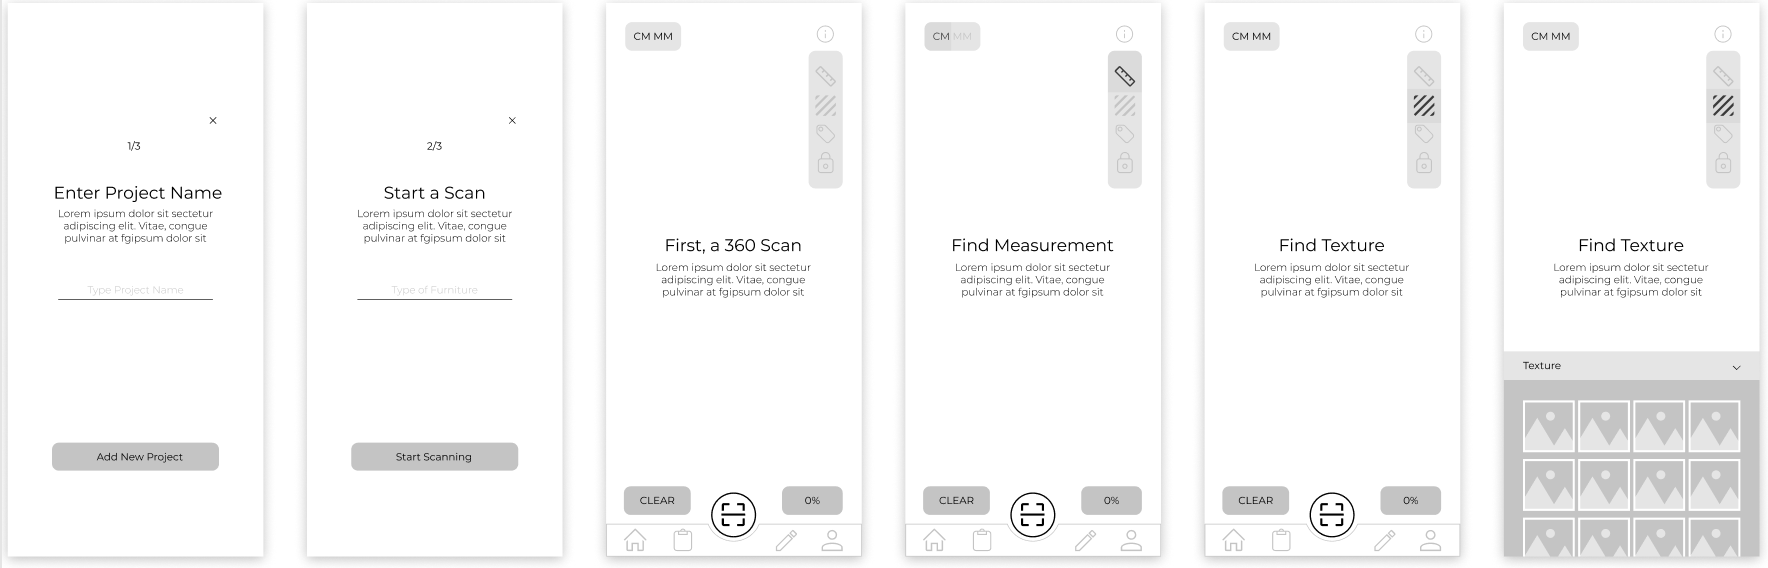 1/3
Enter Project Name
Lorem ipsum dolor sit sectetur
adipiscing elit. Vitae, congue
pulvinar at fgipsum dolor sit
Type Project Name
Add New Project
2/3
Start a Scan
Lorem ipsum dolor sit sectetur
adipiscing elit. Vitae, congue
pulvinar at fgipsum dolor sit
Type of Furniture
Start Scanning
CM MM
First, a 360 Scan
Lorem ipsum dolor sit sectetur
adipiscing elit. Vitae, congue
pulvinar at fgipsum dolor sit
CLEAR
0%
CM MM
Find Measurement
Lorem ipsum dolor sit sectetur
adipiscing elit. Vitae, congue
pulvinar at fgipsum dolor sit
CLEAR
0%
CM MM
Find Texture
Lorem ipsum dolor sit sectetur
adipiscing elit. Vitae, congue
pulvinar at fgipsum dolor sit
CLEAR
0%
CM MM
Find Texture
Lorem ipsum dolor sit sectetur
adipiscing elit. Vitae, congue
pulvinar at fgipsum dolor sit
Texture